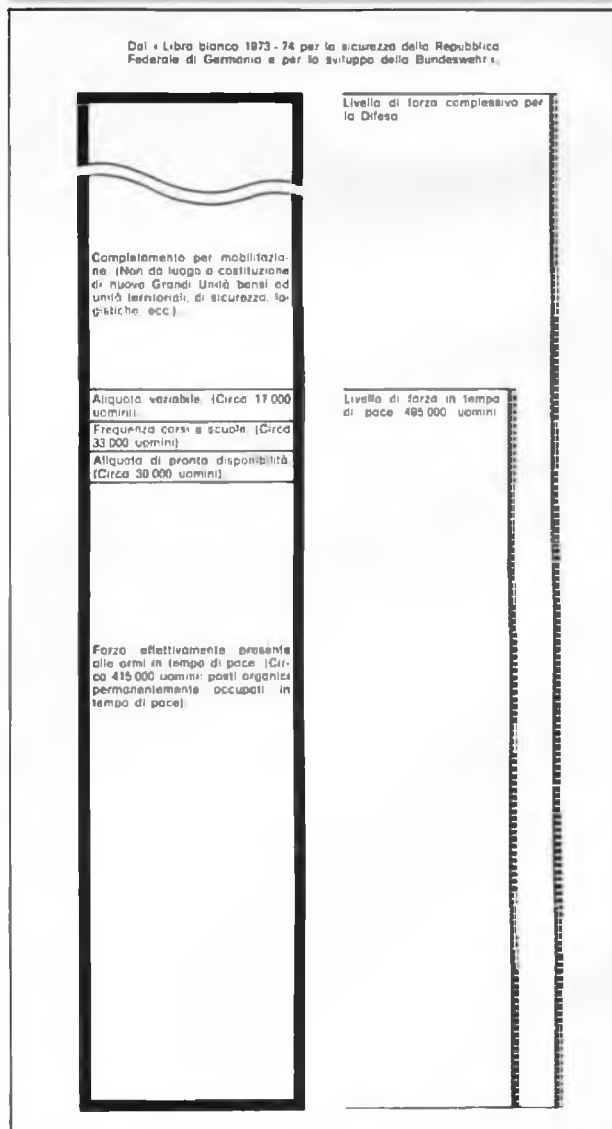 Dal « Libro bianco 1973 - 74 per la sicurezza della Repubblica
Federale di Germania e per lo sviluppo della Bundeswehr ».
Livello di forza complessivo per
la Difesa
Completamento per mobilitazio-
ne. (Non da luogo a costituzione
di nuove Grandi Unità bensì ad
unità territoriali, di sicurezza, lo-
gistiche, ecc.)
Aliquota variabile. (Circa 17 000
uomini)
Frequenza corsi e scuole. (Circa
33 000 uomini)
Aliquota di pronta disponibilità.
(Circa 30 000 uomini)
Livello di forza in tempo
di pace 495 000 uomini
Forza effettivamente presente
alle armi in tempo di pace (Cir-
ca 415 000 uomini: posti organici
permanentemente occupati in
tempo di pace)